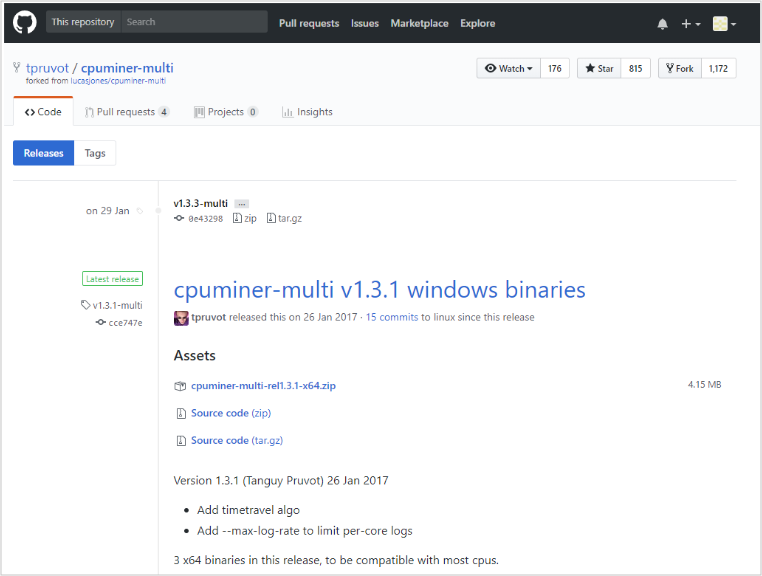 This repository Search Pull requests Issues Marketplace Explore
tpruvot / cpuminer-multi Watch 176 Star 815 Fork 1,172
forked from lucasjones/cpuminer-multi
Code Pull requests 4 Projects 0 Insights
Releases Tags
v1.3.3-multi ...
on 29 Jan
0e43298 zip tar.gz
Latest release
cpuminer-multi v1.3.1 windows binaries
v1.3.1-multi
tpruvot released this on 26 Jan 2017 · 15 commits to linux since this release
cce747e
Assets
cpuminer-multi-rel1.3.1-x64.zip 4.15 MB
Source code (zip)
Source code (tar.gz)
Version 1.3.1 (Tanguy Pruvot) 26 Jan 2017
• Add timetravel algo
• Add --max-log-rate to limit per-core logs
3 x64 binaries in this release, to be compatible with most cpus.